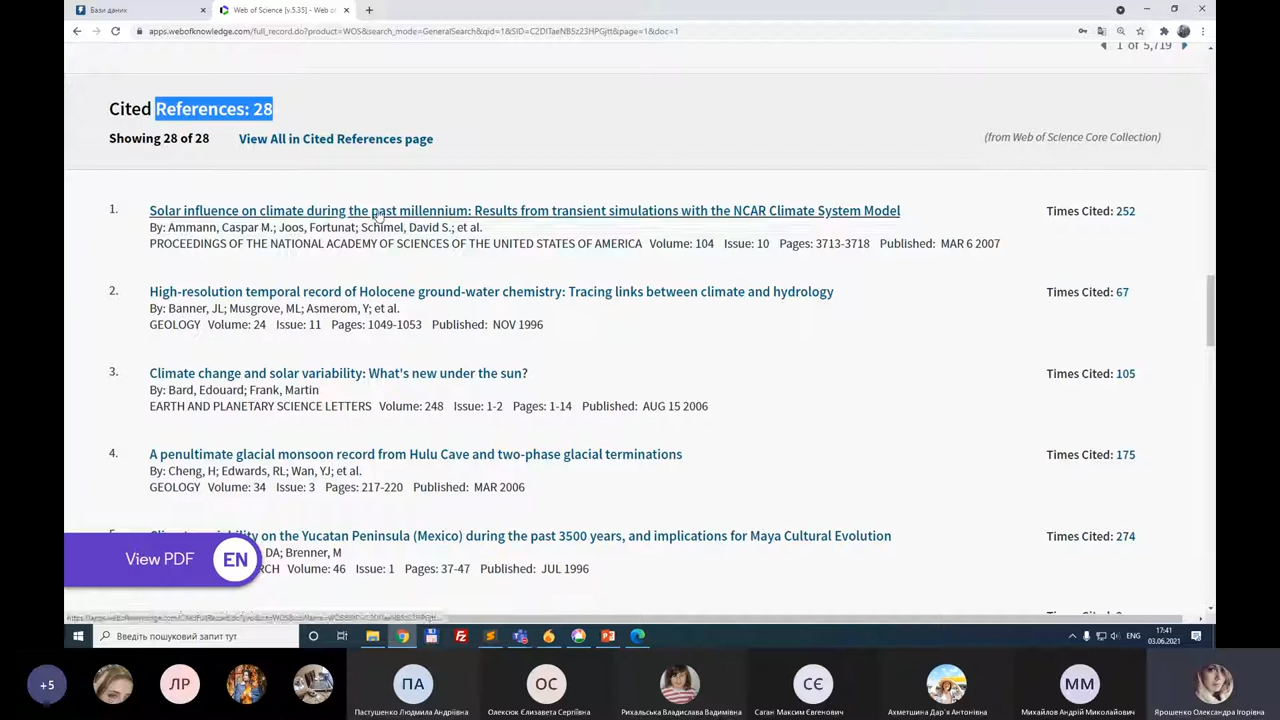 Бази даних
Web of Science [v.5.35] - Web of
apps.webofknowledge.com/full_record.do?product=WOS&search_mode=GeneralSearch&qid=1&SID=C2DITaeNB5z23HPGjtt&page=1&doc=1
1 of 5,719
Cited References: 28
Showing 28 of 28 View All in Cited References page (from Web of Science Core Collection)
1. Solar influence on climate during the past millennium: Results from transient simulations with the NCAR Climate System Model Times Cited: 252
By: Ammann, Caspar M.; Joos, Fortunat; Schimel, David S.; et al.
PROCEEDINGS OF THE NATIONAL ACADEMY OF SCIENCES OF THE UNITED STATES OF AMERICA Volume: 104 Issue: 10 Pages: 3713-3718 Published: MAR 6 2007
2. High-resolution temporal record of Holocene ground-water chemistry: Tracing links between climate and hydrology Times Cited: 67
By: Banner, JL; Musgrove, ML; Asmerom, Y; et al.
GEOLOGY Volume: 24 Issue: 11 Pages: 1049-1053 Published: NOV 1996
3. Climate change and solar variability: What's new under the sun? Times Cited: 105
By: Bard, Edouard; Frank, Martin
EARTH AND PLANETARY SCIENCE LETTERS Volume: 248 Issue: 1-2 Pages: 1-14 Published: AUG 15 2006
4. A penultimate glacial monsoon record from Hulu Cave and two-phase glacial terminations Times Cited: 175
By: Cheng, H; Edwards, RL; Wan, YJ; et al.
GEOLOGY Volume: 34 Issue: 3 Pages: 217-220 Published: MAR 2006
on the Yucatan Peninsula (Mexico) during the past 3500 years, and implications for Maya Cultural Evolution Times Cited: 274
DA; Brenner, M
Volume: 46 Issue: 1 Pages: 37-47 Published: JUL 1996
View PDF EN
Введіть пошуковий запит тут
ENG
17:41
03.06.2021
+5
ЛР
ПА
ОС
СЄ
ММ
Пастушенко Людмила Андріївна
Олексюк Єлизавета Сергіївна
Рихальська Владислава Вадимівна
Саган Максим Євгенович
Ахметшина Дар`я Антонівна
Михайлов Андрій Миколайович
Ярошенко Олександра Ігорівна